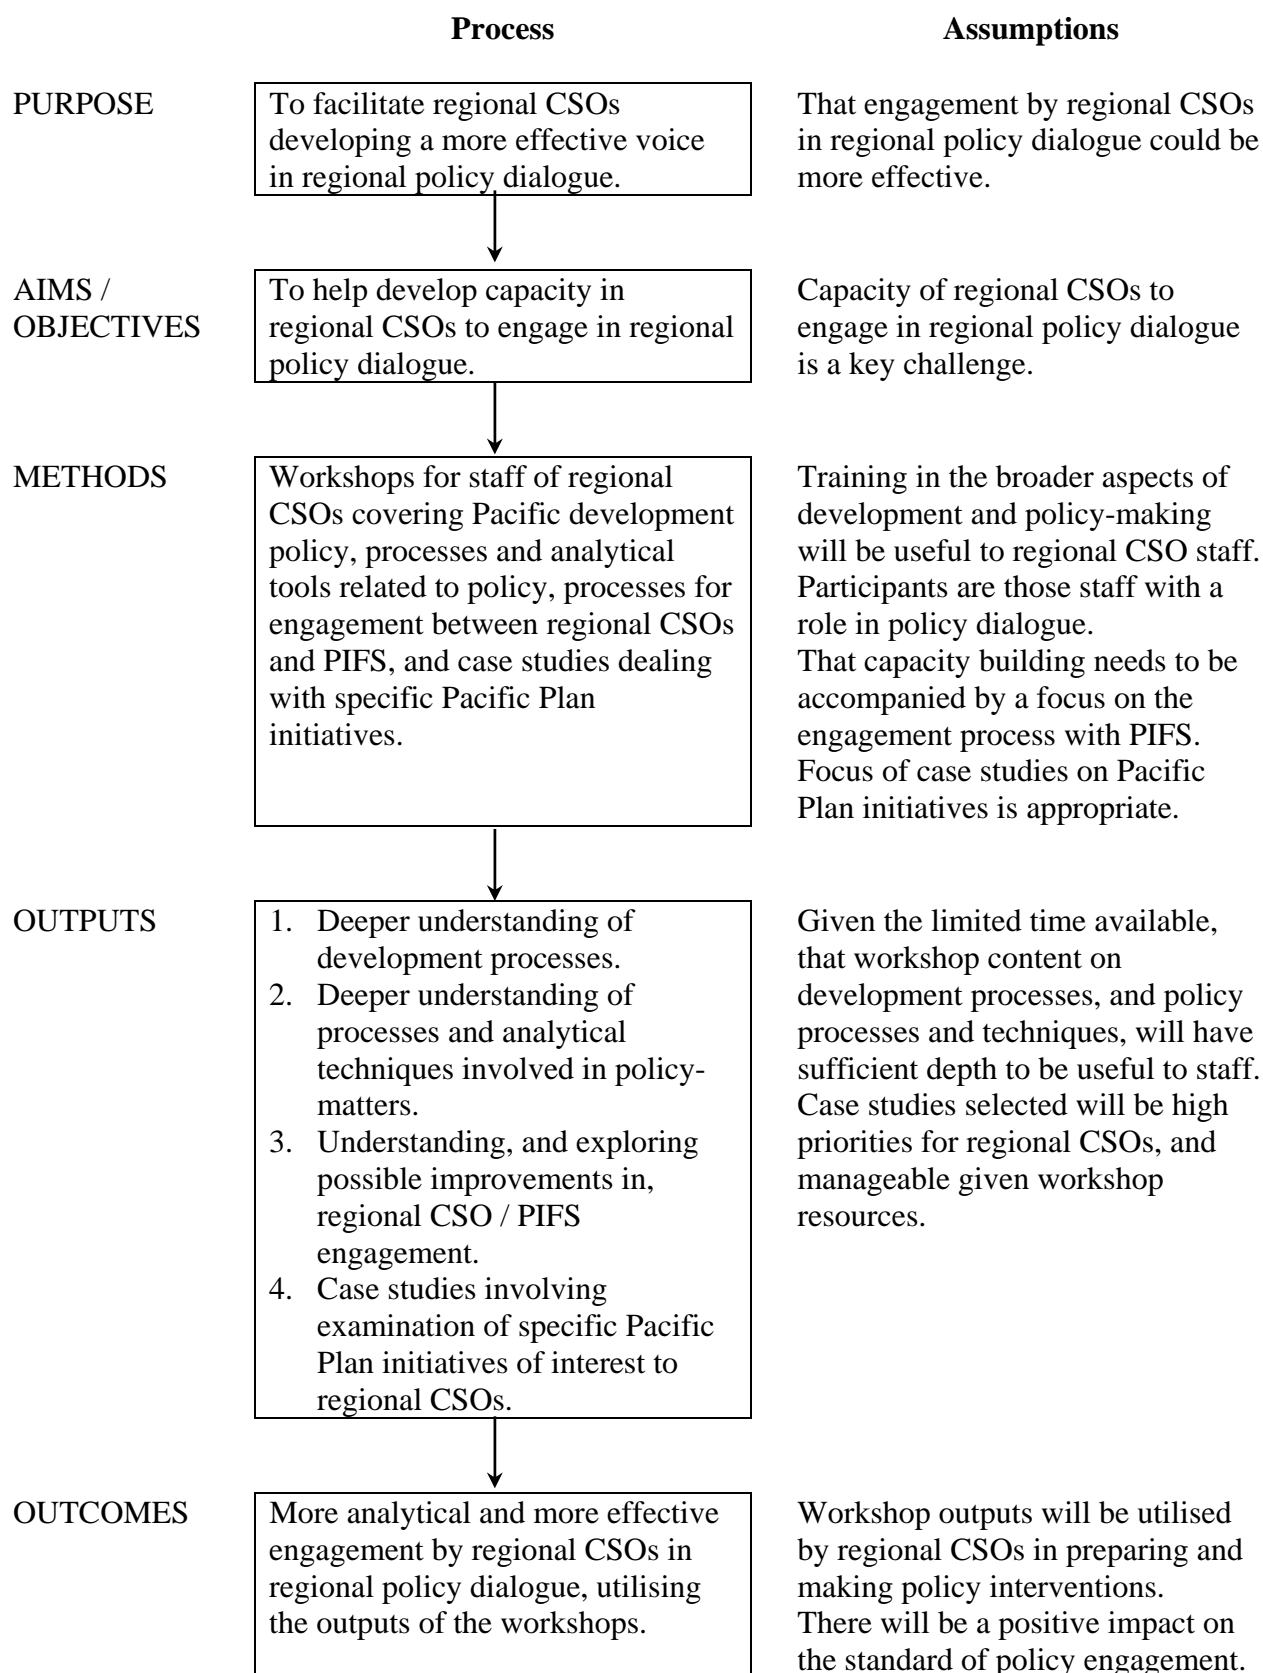 Process Assumptions
PURPOSE
To facilitate regional CSOs
developing a more effective voice
in regional policy dialogue.
That engagement by regional CSOs
in regional policy dialogue could be
more effective.
AIMS /
OBJECTIVES
To help develop capacity in
regional CSOs to engage in regional
policy dialogue.
Capacity of regional CSOs to
engage in regional policy dialogue
is a key challenge.
METHODS
Workshops for staff of regional
CSOs covering Pacific development
policy, processes and analytical
tools related to policy, processes for
engagement between regional CSOs
and PIFS, and case studies dealing
with specific Pacific Plan
initiatives.
Training in the broader aspects of
development and policy-making
will be useful to regional CSO staff.
Participants are those staff with a
role in policy dialogue.
That capacity building needs to be
accompanied by a focus on the
engagement process with PIFS.
Focus of case studies on Pacific
Plan initiatives is appropriate.
OUTPUTS
1. Deeper understanding of
development processes.
2. Deeper understanding of
processes and analytical
techniques involved in policy-
matters.
3. Understanding, and exploring
possible improvements in,
regional CSO / PIFS
engagement.
4. Case studies involving
examination of specific Pacific
Plan initiatives of interest to
regional CSOs.
Given the limited time available,
that workshop content on
development processes, and policy
processes and techniques, will have
sufficient depth to be useful to staff.
Case studies selected will be high
priorities for regional CSOs, and
manageable given workshop
resources.
OUTCOMES
More analytical and more effective
engagement by regional CSOs in
regional policy dialogue, utilising
the outputs of the workshops.
Workshop outputs will be utilised
by regional CSOs in preparing and
making policy interventions.
There will be a positive impact on
the standard of policy engagement.